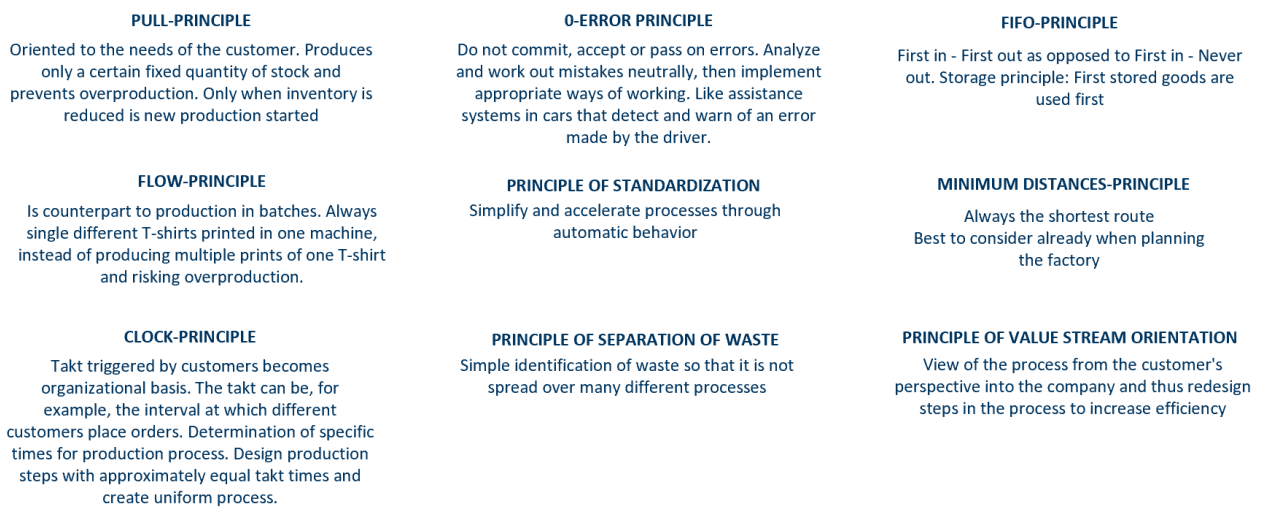 PULL-PRINCIPLE
Oriented to the needs of the customer. Produces
only a certain fixed quantity of stock and
prevents overproduction. Only when inventory is
reduced is new production started
0-ERROR PRINCIPLE
Do not commit, accept or pass on errors. Analyze
and work out mistakes neutrally, then implement
appropriate ways of working. Like assistance
systems in cars that detect and warn of an error
made by the driver.
FIFO-PRINCIPLE
First in - First out as opposed to First in - Never
out. Storage principle: First stored goods are
used first
FLOW-PRINCIPLE
Is counterpart to production in batches. Always
single different T-shirts printed in one machine,
instead of producing multiple prints of one T-shirt
and risking overproduction.
PRINCIPLE OF STANDARDIZATION
Simplify and accelerate processes through
automatic behavior
MINIMUM DISTANCES-PRINCIPLE
Always the shortest route
Best to consider already when planning
the factory
CLOCK-PRINCIPLE
Takt triggered by customers becomes
organizational basis. The takt can be, for
example, the interval at which different
customers place orders. Determination of specific
times for production process. Design production
steps with approximately equal takt times and
create uniform process.
PRINCIPLE OF SEPARATION OF WASTE
Simple identification of waste so that it is not
spread over many different processes
PRINCIPLE OF VALUE STREAM ORIENTATION
View of the process from the customer's
perspective into the company and thus redesign
steps in the process to increase efficiency